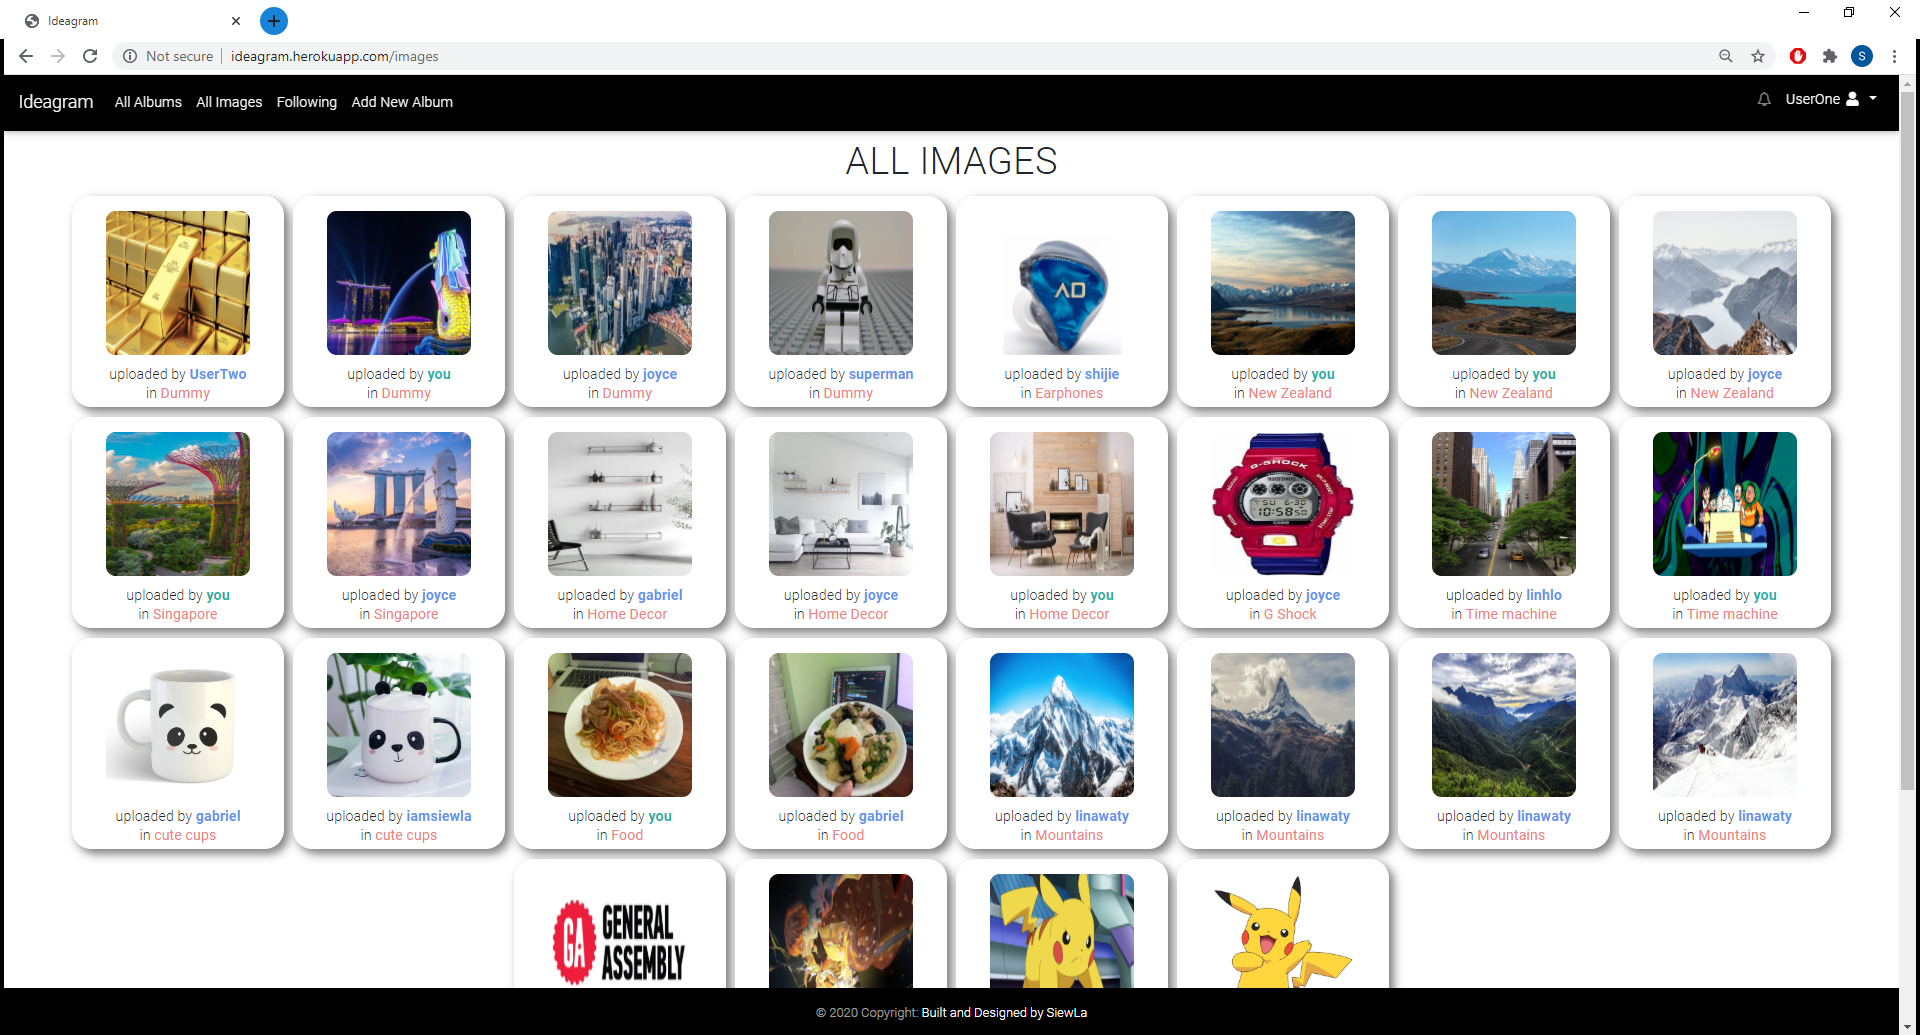 Ideagram
Not secure
ideagram.herokuapp.com/images
S
Ideagram
All Albums
All Images
Following
Add New Album
UserOne
ALL IMAGES
AD
uploaded by UserTwo
in Dummy
uploaded by you
in Dummy
uploaded by joyce
in Dummy
uploaded by superman
in Dummy
uploaded by shijie
in Earphones
uploaded by you
in New Zealand
uploaded by you
in New Zealand
uploaded by joyce
in New Zealand
G-SHOCK
10:58
uploaded by you
in Singapore
uploaded by joyce
in Singapore
uploaded by gabriel
in Home Decor
uploaded by joyce
in Home Decor
uploaded by you
in Home Decor
uploaded by joyce
in G Shock
uploaded by linhlo
in Time machine
uploaded by you
in Time machine
uploaded by gabriel
in cute cups
uploaded by iamsiewla
in cute cups
uploaded by you
in Food
uploaded by gabriel
in Food
uploaded by linawaty
in Mountains
uploaded by linawaty
in Mountains
uploaded by linawaty
in Mountains
uploaded by linawaty
in Mountains
GA
GENERAL
ASSEMBLY
© 2020 Copyright: Built and Designed by SiewLa